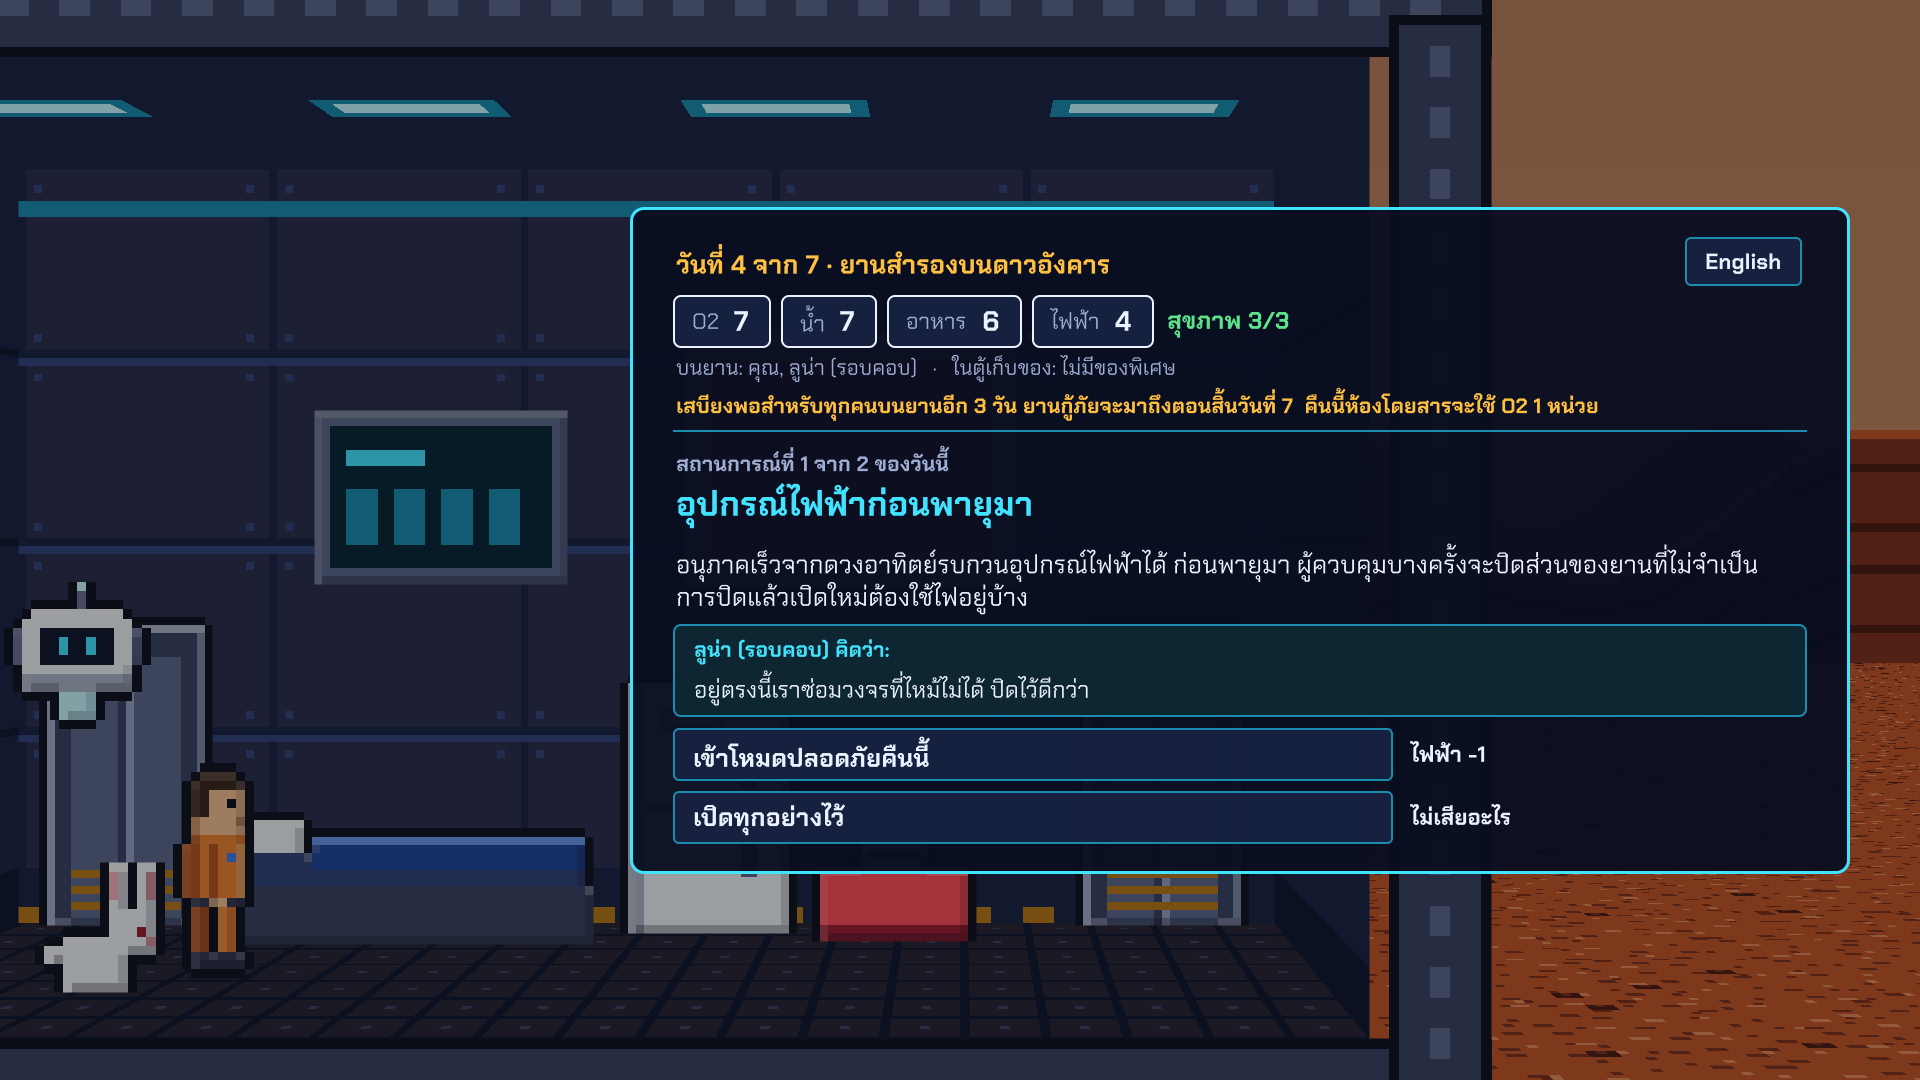 วันที่ 4 จาก 7 · ยานสำรองบนดาวอังคาร
English
O2 7 น้ำ 7 อาหาร 6 ไฟฟ้า 4 สุขภาพ 3/3
บนยาน: คุณ, ลูน่า (รอบคอบ) · ในตู้เก็บของ: ไม่มีของพิเศษ
เสบียงพอสำหรับทุกคนบนยานอีก 3 วัน ยานกู้ภัยจะมาถึงตอนสิ้นวันที่ 7 คืนนี้ห้องโดยสารจะใช้ O2 1 หน่วย
สถานการณ์ที่ 1 จาก 2 ของวันนี้
อุปกรณ์ไฟฟ้าก่อนพายุมา
อนุภาคเร็วจากดวงอาทิตย์รบกวนอุปกรณ์ไฟฟ้าได้ ก่อนพายุมา ผู้ควบคุมบางครั้งจะปิดส่วนของยานที่ไม่จำเป็น
การปิดแล้วเปิดใหม่ต้องใช้ไฟอยู่บ้าง
ลูน่า (รอบคอบ) คิดว่า:
อยู่ตรงนี้เราซ่อมวงจรที่ไหม้ไม่ได้ ปิดไว้ดีกว่า
เข้าโหมดปลอดภัยคืนนี้ ไฟฟ้า -1
เปิดทุกอย่างไว้ ไม่เสียอะไร